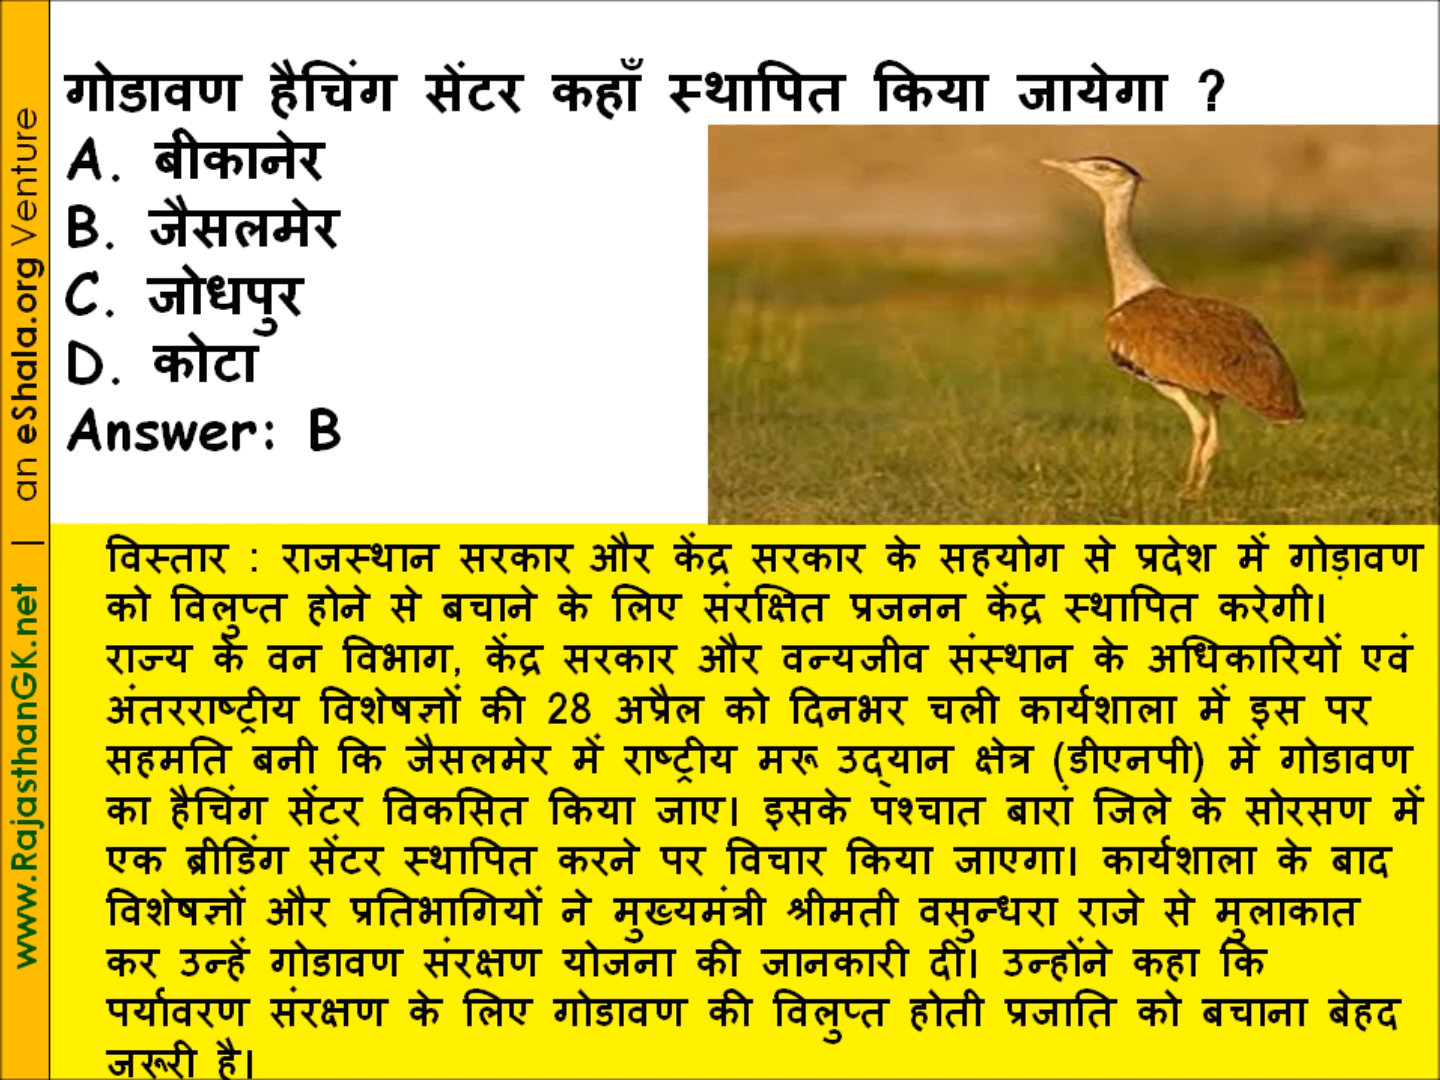 गोडावण हैचिंग सेंटर कहाँ स्थापित किया जायेगा ?
A. बीकानेर
B. जैसलमेर
C. जोधपुर
D. कोटा
Answer: B
विस्तार : राजस्थान सरकार और केंद्र सरकार के सहयोग से प्रदेश में गोड़ावण
को विलुप्त होने से बचाने के लिए संरक्षित प्रजनन केंद्र स्थापित करेगी।
राज्य के वन विभाग, केंद्र सरकार और वन्यजीव संस्थान के अधिकारियों एवं
अंतरराष्ट्रीय विशेषज्ञों की 28 अप्रैल को दिनभर चली कार्यशाला में इस पर
सहमति बनी कि जैसलमेर में राष्ट्रीय मरू उद्यान क्षेत्र (डीएनपी) में गोडावण
का हैचिंग सेंटर विकसित किया जाए। इसके पश्चात बारां जिले के सोरसण में
एक ब्रीडिंग सेंटर स्थापित करने पर विचार किया जाएगा। कार्यशाला के बाद
विशेषज्ञों और प्रतिभागियों ने मुख्यमंत्री श्रीमती वसुन्धरा राजे से मुलाकात
कर उन्हें गोडावण संरक्षण योजना की जानकारी दी। उन्होंने कहा कि
पर्यावरण संरक्षण के लिए गोडावण की विलुप्त होती प्रजाति को बचाना बेहद
जरूरी है।
www.RajasthanGK.net | an eShala.org Venture